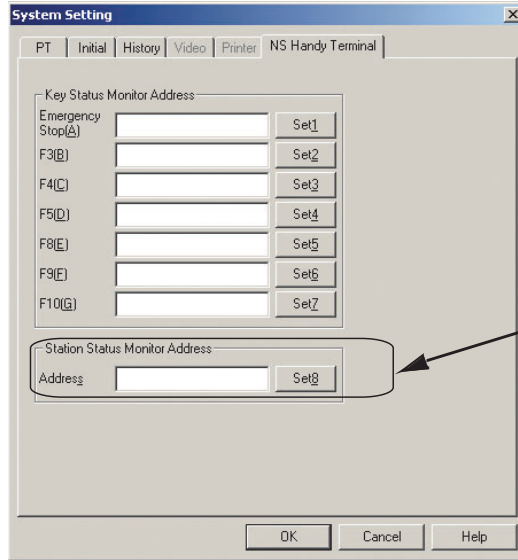 System Setting
PT Initial History Video Printer NS Handy Terminal
Key Status Monitor Address
Emergency
Stop(A) Set1
F3(B) Set2
F4(C) Set3
F5(D) Set4
F8(E) Set5
F9(F) Set6
F10(G) Set7
Station Status Monitor Address
Address Set8
OK Cancel Help